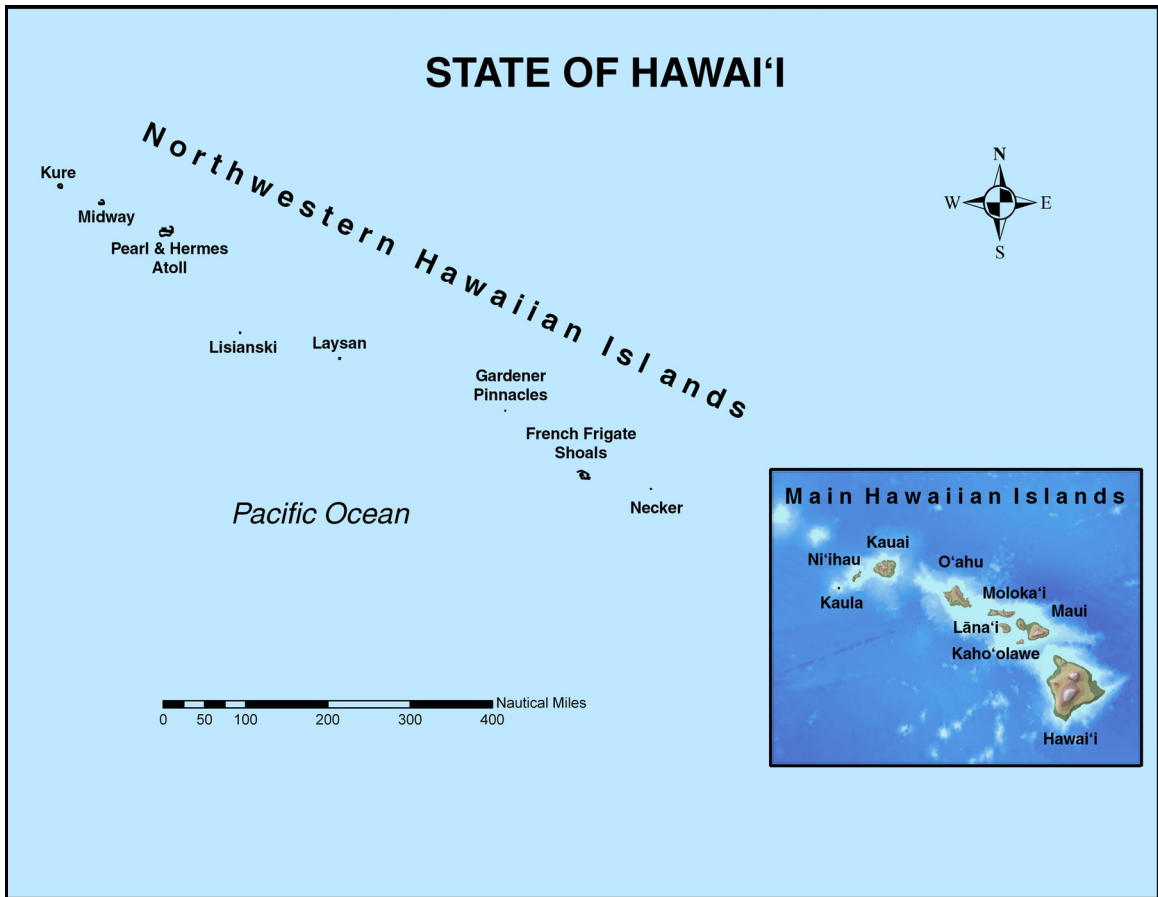 STATE OF HAWAI‘I
Northwestern Hawaiian Islands
N
W
E
S
Kure
Midway
Pearl & Hermes
Atoll
Lisianski
Laysan
Gardener
Pinnacles
French Frigate
Shoals
Necker
Pacific Ocean
Main Hawaiian Islands
Kauai
Ni‘ihau
O‘ahu
Kaula
Moloka‘i
Maui
Lāna‘i
Kaho‘olawe
Hawai‘i
Nautical Miles
0 50 100 200 300 400